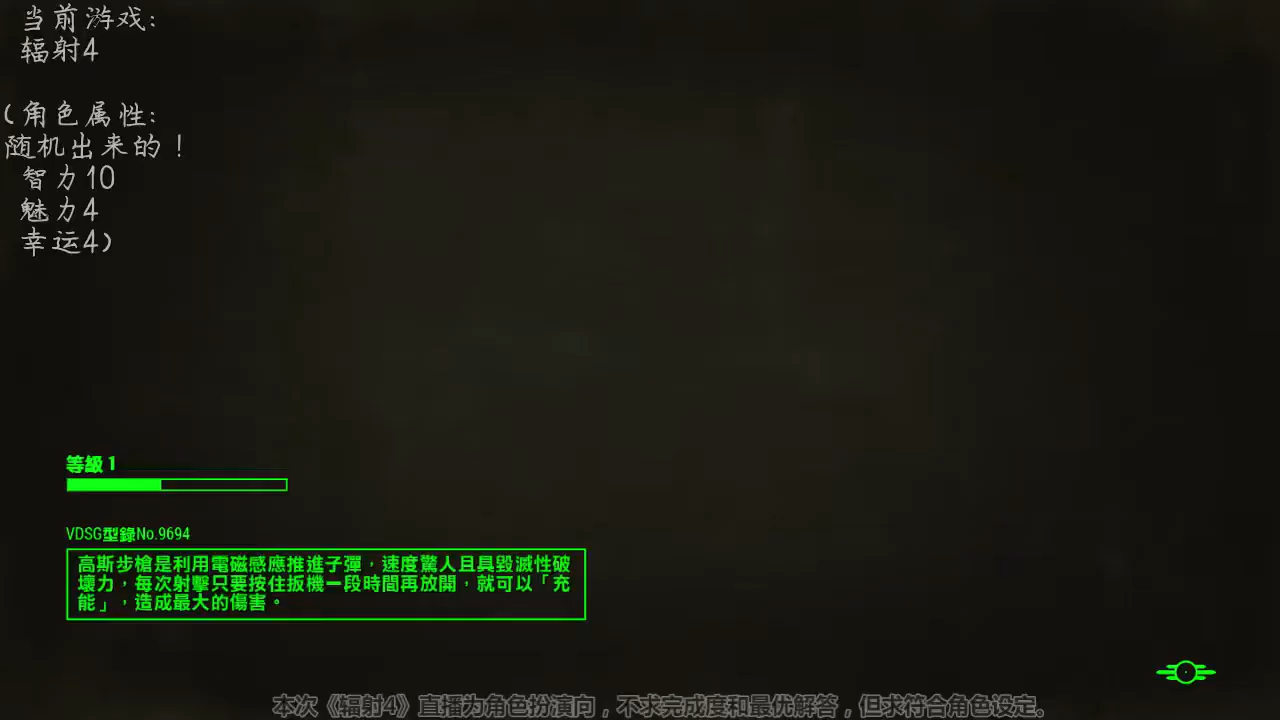 当前游戏:
辐射4
(角色属性:
随机出来的！
智力10
魅力4
幸运4)
等級 1
VDSG型錄No.9694
高斯步槍是利用電磁感應推進子彈，速度驚人且具毀滅性破
壞力，每次射擊只要按住扳機一段時間再放開，就可以「充
能」，造成最大的傷害。
本次《辐射4》直播为角色扮演向，不求完成度和最优解答，但求符合角色设定。